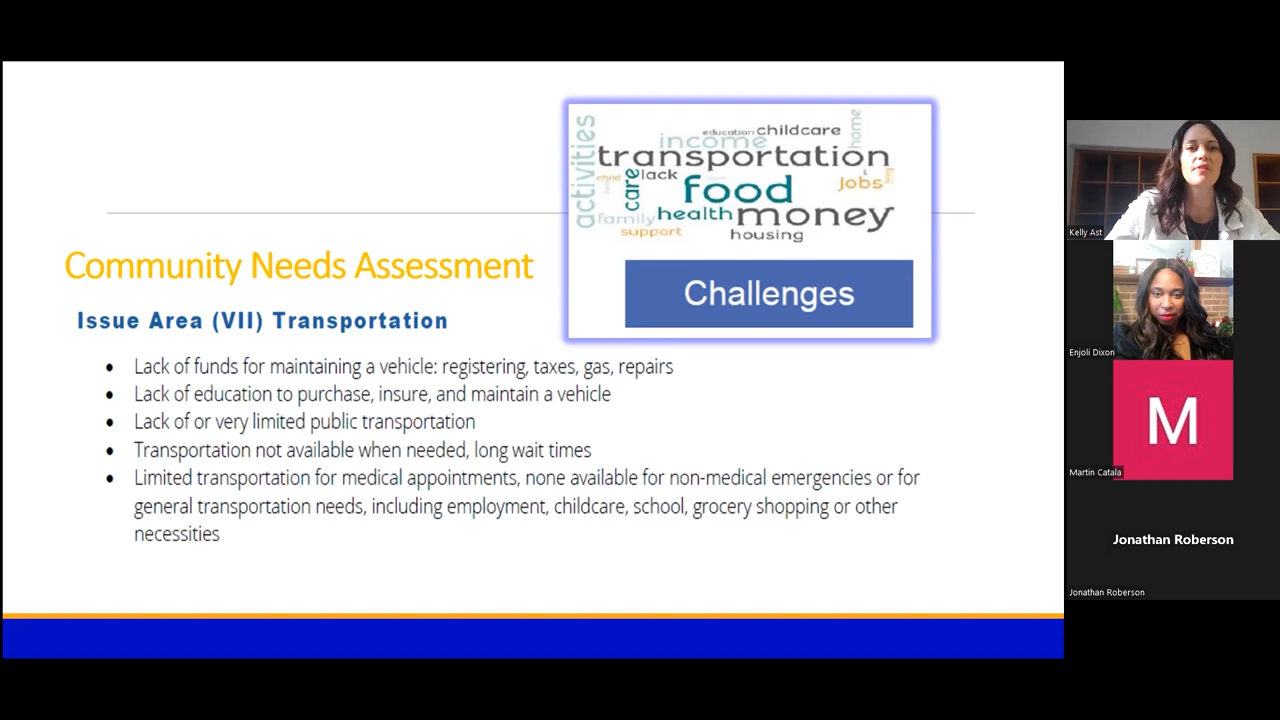 activities
education childcare
home
income
transportation
child
care
lack
food
jobs
family
health
money
support
housing
Challenges
Community Needs Assessment
Issue Area (VII) Transportation
• Lack of funds for maintaining a vehicle: registering, taxes, gas, repairs
• Lack of education to purchase, insure, and maintain a vehicle
• Lack of or very limited public transportation
• Transportation not available when needed, long wait times
• Limited transportation for medical appointments, none available for non-medical emergencies or for
general transportation needs, including employment, childcare, school, grocery shopping or other
necessities
Kelly Ast
Enjoli Dixon
M
Martin Catala
Jonathan Roberson
Jonathan Roberson